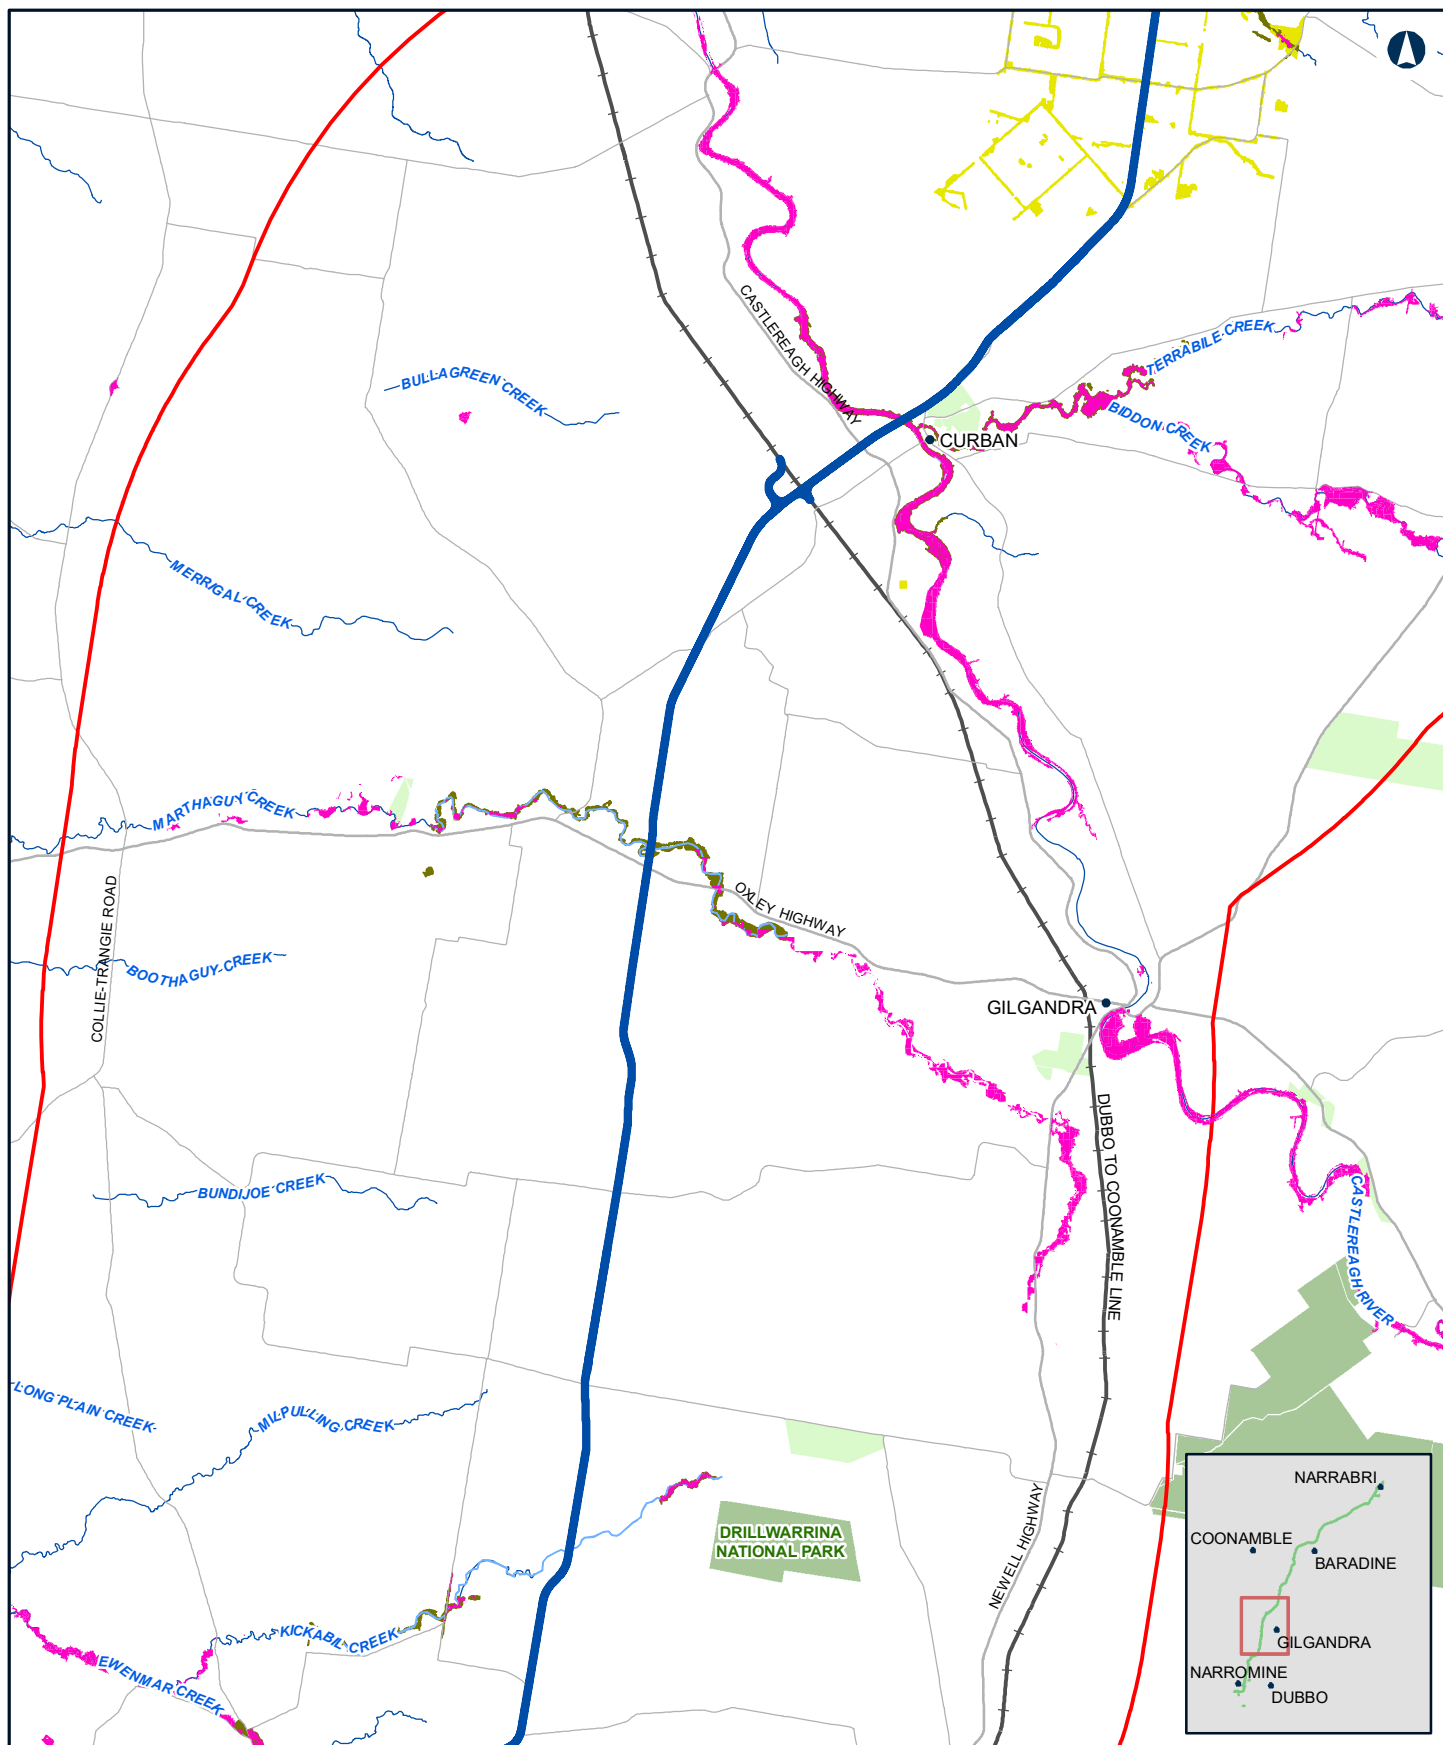 CASTLEREAGH HIGHWAY
TERRABILE CREEK
BULLAGREEN CREEK
BIDDON CREEK
CURBAN
MERRIGAL CREEK
MARTHAGUY CREEK
OXLEY HIGHWAY
COLLIE-TRANGIE ROAD
BOOTHAGUY CREEK
GILGANDRA
DUBBO TO COONAMBLE LINE
BUNDIJOE CREEK
CASTLEREAGH RIVER
LONG PLAIN CREEK
MILPULLING CREEK
NEWELL HIGHWAY
DRILLWARRINA
NATIONAL PARK
KICKABIL CREEK
EWENMAR CREEK
NARRABRI
COONAMBLE
BARADINE
GILGANDRA
NARROMINE
DUBBO